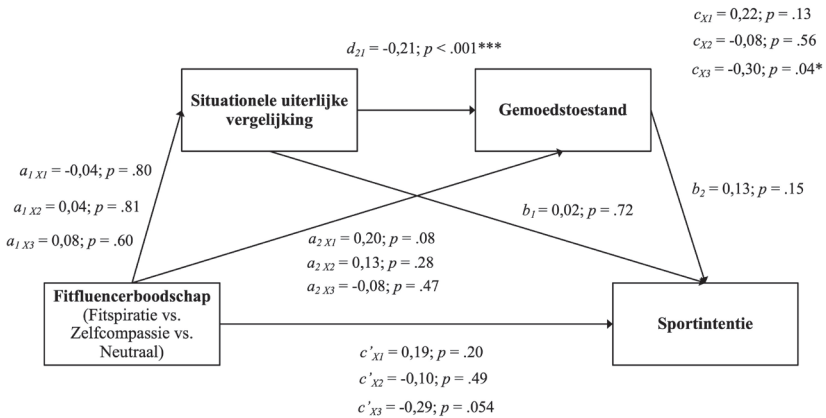 c_X1 = 0,22; p = .13
c_X2 = -0,08; p = .56
c_X3 = -0,30; p = .04*
d_21 = -0,21; p < .001***
Situationele uiterlijke
vergelijking
Gemoedstoestand
a_1 X1 = -0,04; p = .80
a_1 X2 = 0,04; p = .81
a_1 X3 = 0,08; p = .60
b_1 = 0,02; p = .72
b_2 = 0,13; p = .15
a_2 X1 = 0,20; p = .08
a_2 X2 = 0,13; p = .28
a_2 X3 = -0,08; p = .47
Fitfluencerboodschap
(Fitspiratie vs.
Zelfcompassie vs.
Neutraal)
Sportintentie
c'_X1 = 0,19; p = .20
c'_X2 = -0,10; p = .49
c'_X3 = -0,29; p = .054